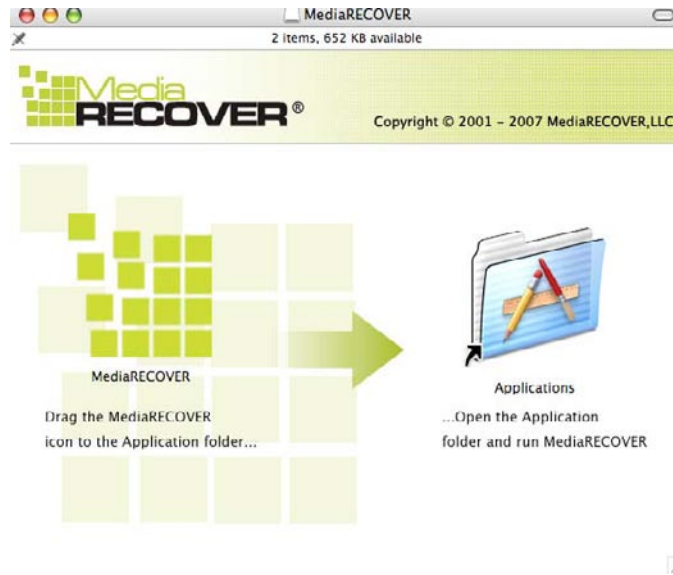 MediaRECOVER
2 items, 652 KB available
Media
RECOVER®
Copyright © 2001 – 2007 MediaRECOVER,LLC
MediaRECOVER
Drag the MediaRECOVER
icon to the Application folder...
Applications
...Open the Application
folder and run MediaRECOVER